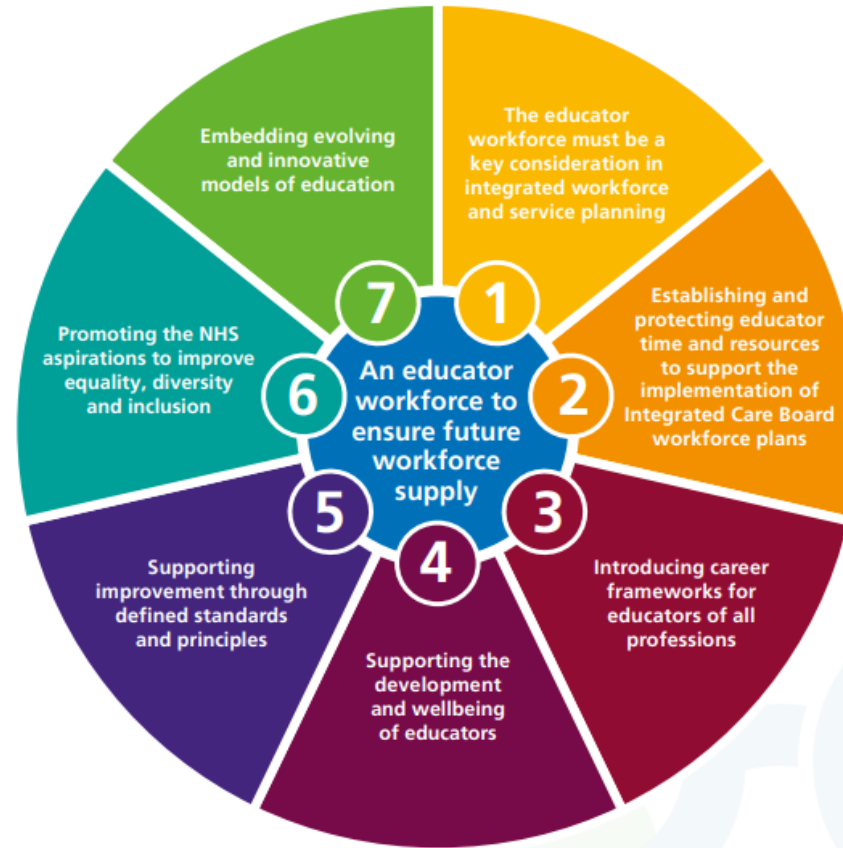 The educator
workforce must be a
key consideration in
integrated workforce
and service planning
1
Establishing and
protecting educator
time and resources
to support the
implementation of
Integrated Care Board
workforce plans
2
Introducing career
frameworks for
educators of all
professions
3
Supporting the
development
and wellbeing
of educators
4
Supporting
improvement through
defined standards
and principles
5
Promoting the NHS
aspirations to improve
equality, diversity
and inclusion
6
Embedding evolving
and innovative
models of education
7
An educator
workforce to
ensure future
workforce
supply